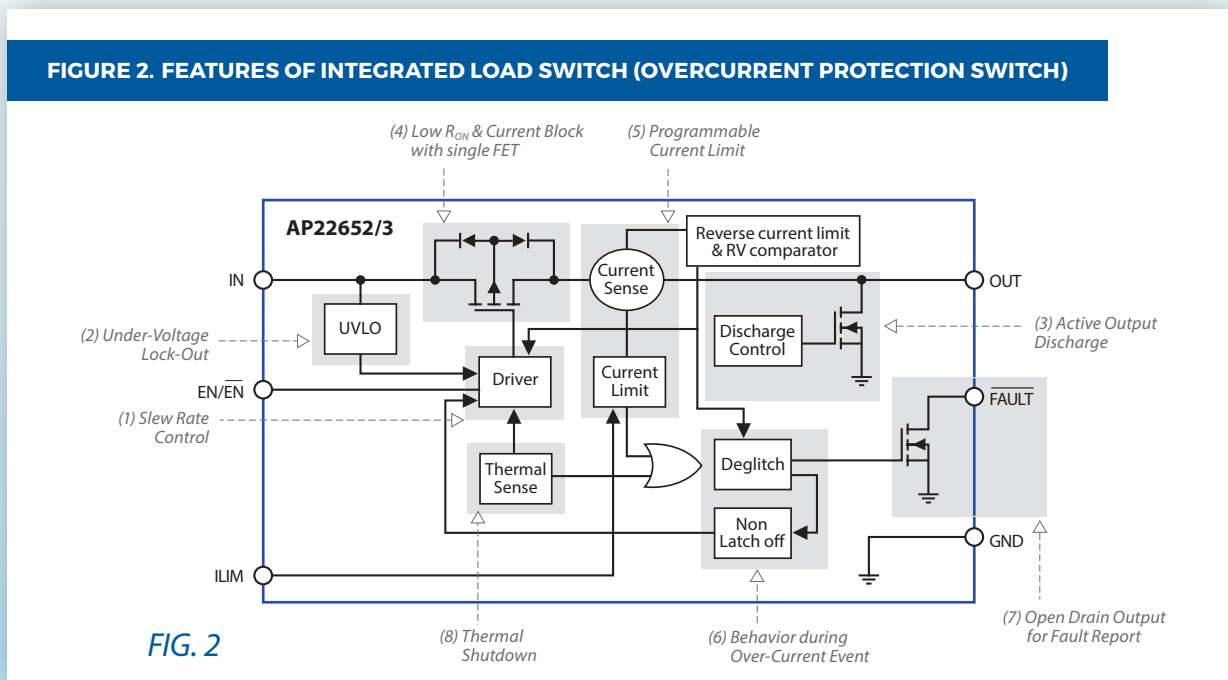 FIGURE 2. FEATURES OF INTEGRATED LOAD SWITCH (OVERCURRENT PROTECTION SWITCH)
(4) Low RON & Current Block
with single FET
(5) Programmable
Current Limit
AP22652/3
Reverse current limit
& RV comparator
IN
Current
Sense
OUT
UVLO
(2) Under-Voltage
Lock-Out
Discharge
Control
(3) Active Output
Discharge
Driver
Current
Limit
EN/E̅N̅
F̅A̅U̅L̅T̅
(1) Slew Rate
Control
Thermal
Sense
Deglitch
Non
Latch off
GND
ILIM
(8) Thermal
Shutdown
(6) Behavior during
Over-Current Event
(7) Open Drain Output
for Fault Report
FIG. 2